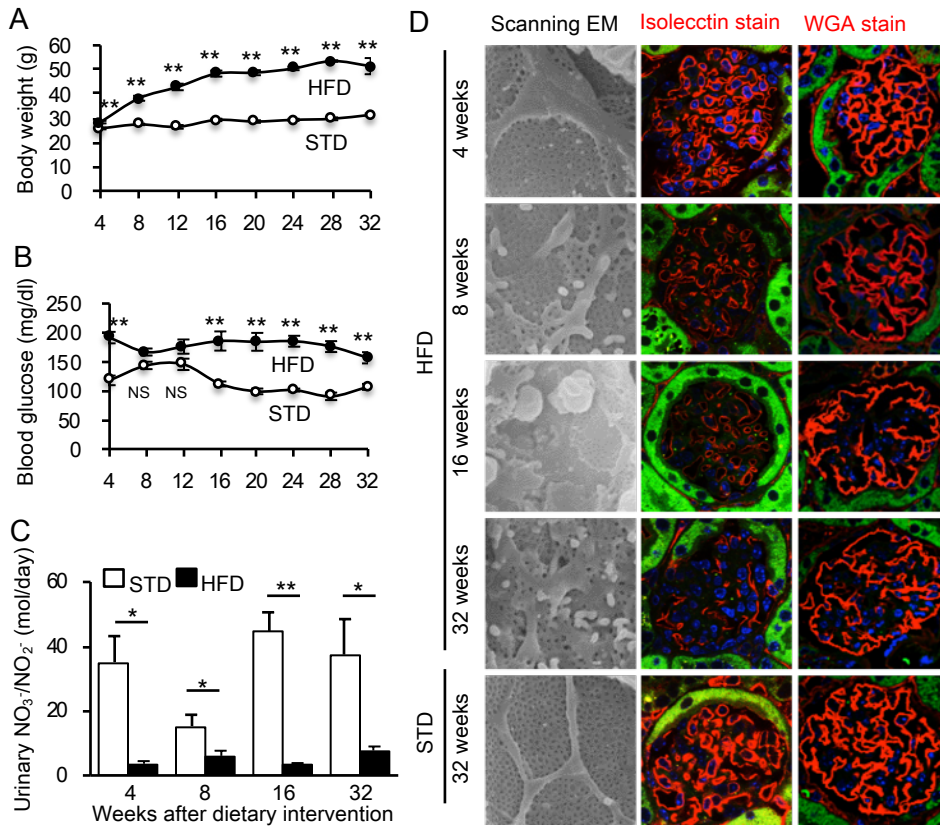 A
Body weight (g)
60
50
40
30
20
10
0
** ** ** ** ** ** ** **
HFD
STD
4 8 12 16 20 24 28 32
B
Blood glucose (mg/dl)
250
200
150
100
50
0
** ** ** ** ** **
HFD
NS NS
STD
4 8 12 16 20 24 28 32
C
Urinary NO₃⁻/NO₂⁻ (mol/day)
60
40
20
0
STD HFD
* * ** *
4 8 16 32
Weeks after dietary intervention
D
Scanning EM Isolecctin stain WGA stain
HFD
4 weeks
8 weeks
16 weeks
32 weeks
STD
32 weeks